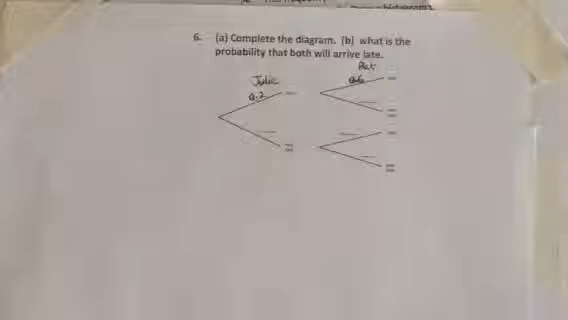 6. (a) Complete the diagram. (b) what is the
probability that both will arrive late.
Julie
0.2
0.6